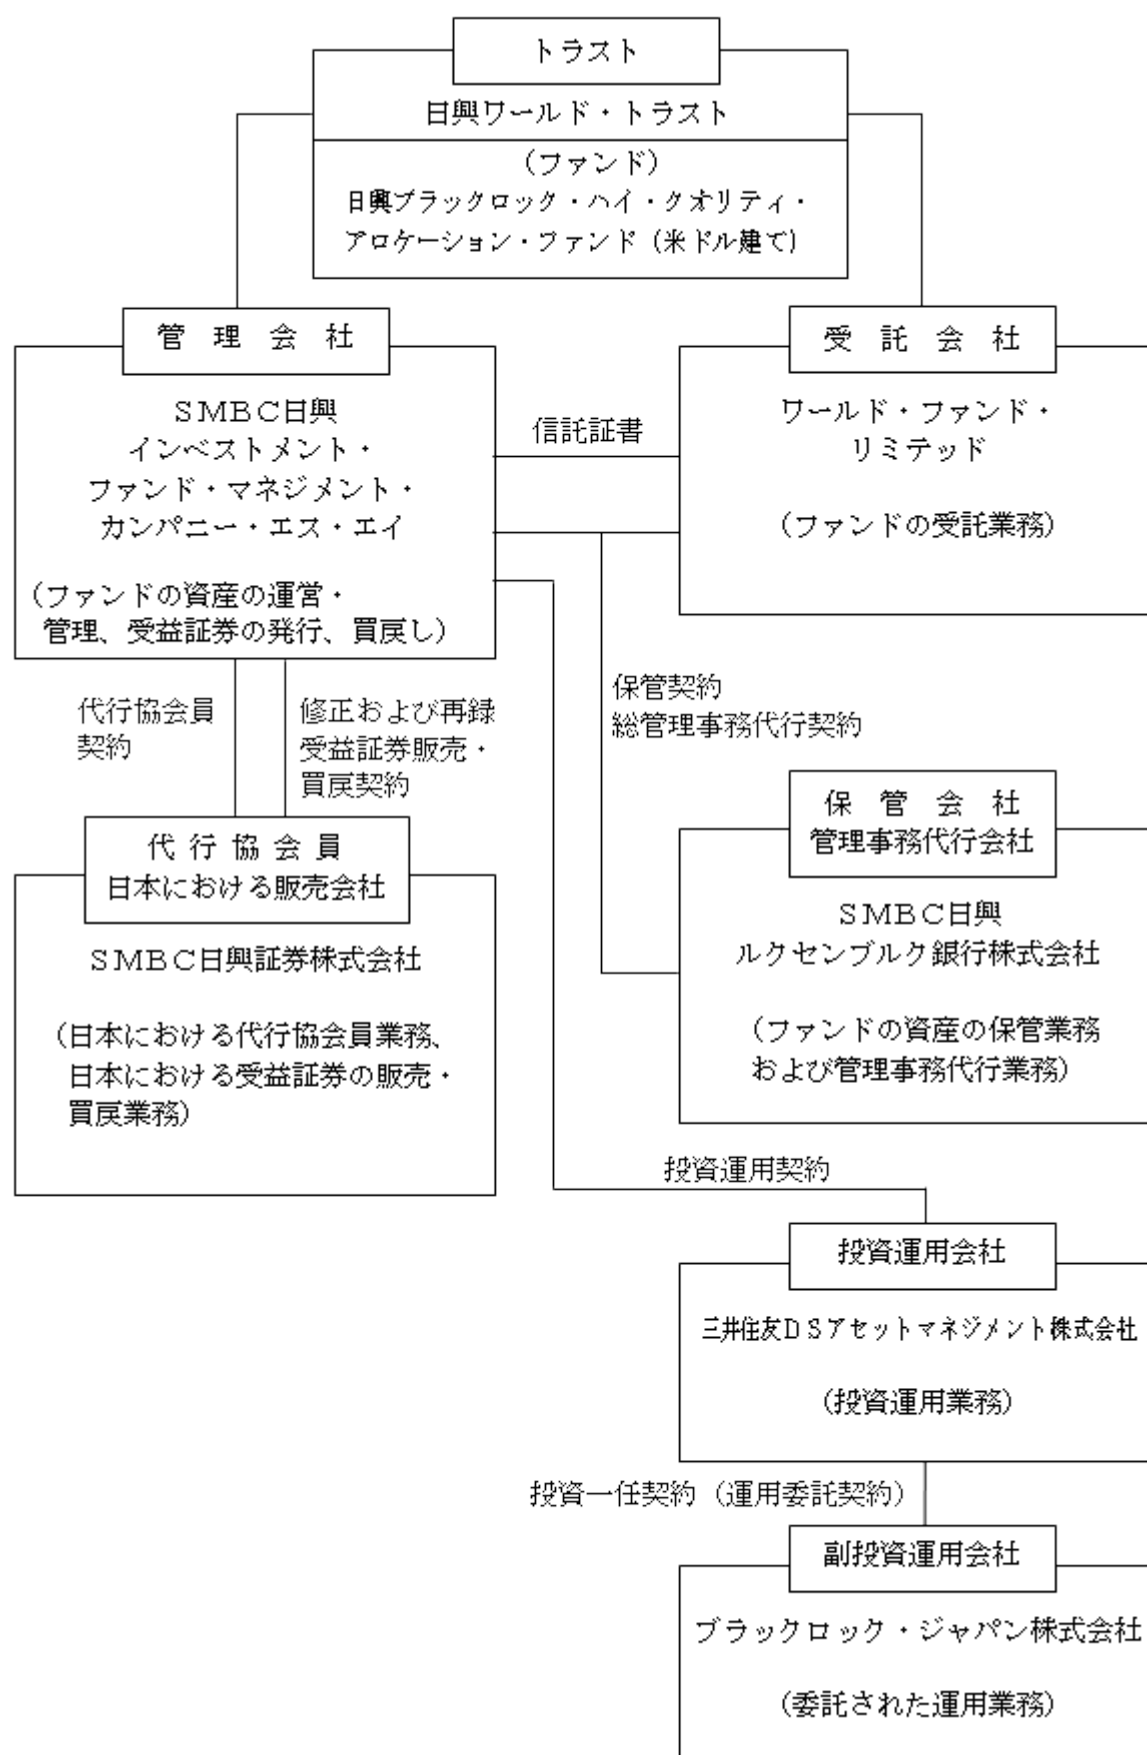 トラスト
日興ワールド・トラスト
(ファンド)
日興ブラックロック・ハイ・クオリティ・
アロケーション・ファンド(米ドル建て)
管理会社
SMBC日興
インベストメント・
ファンド・マネジメント・
カンパニー・エス・エイ
(ファンドの資産の運営・
管理、受益証券の発行、買戻し)
信託証書
受託会社
ワールド・ファンド・
リミテッド
(ファンドの受託業務)
代行協会員
契約
修正および再録
受益証券販売・
買戻契約
保管契約
総管理事務代行契約
代行協会員
日本における販売会社
SMBC日興証券株式会社
(日本における代行協会員業務、
日本における受益証券の販売・
買戻業務)
保管会社
管理事務代行会社
SMBC日興
ルクセンブルク銀行株式会社
(ファンドの資産の保管業務
および管理事務代行業務)
投資運用契約
投資運用会社
三井住友DSアセットマネジメント株式会社
(投資運用業務)
投資一任契約(運用委託契約)
副投資運用会社
ブラックロック・ジャパン株式会社
(委託された運用業務)